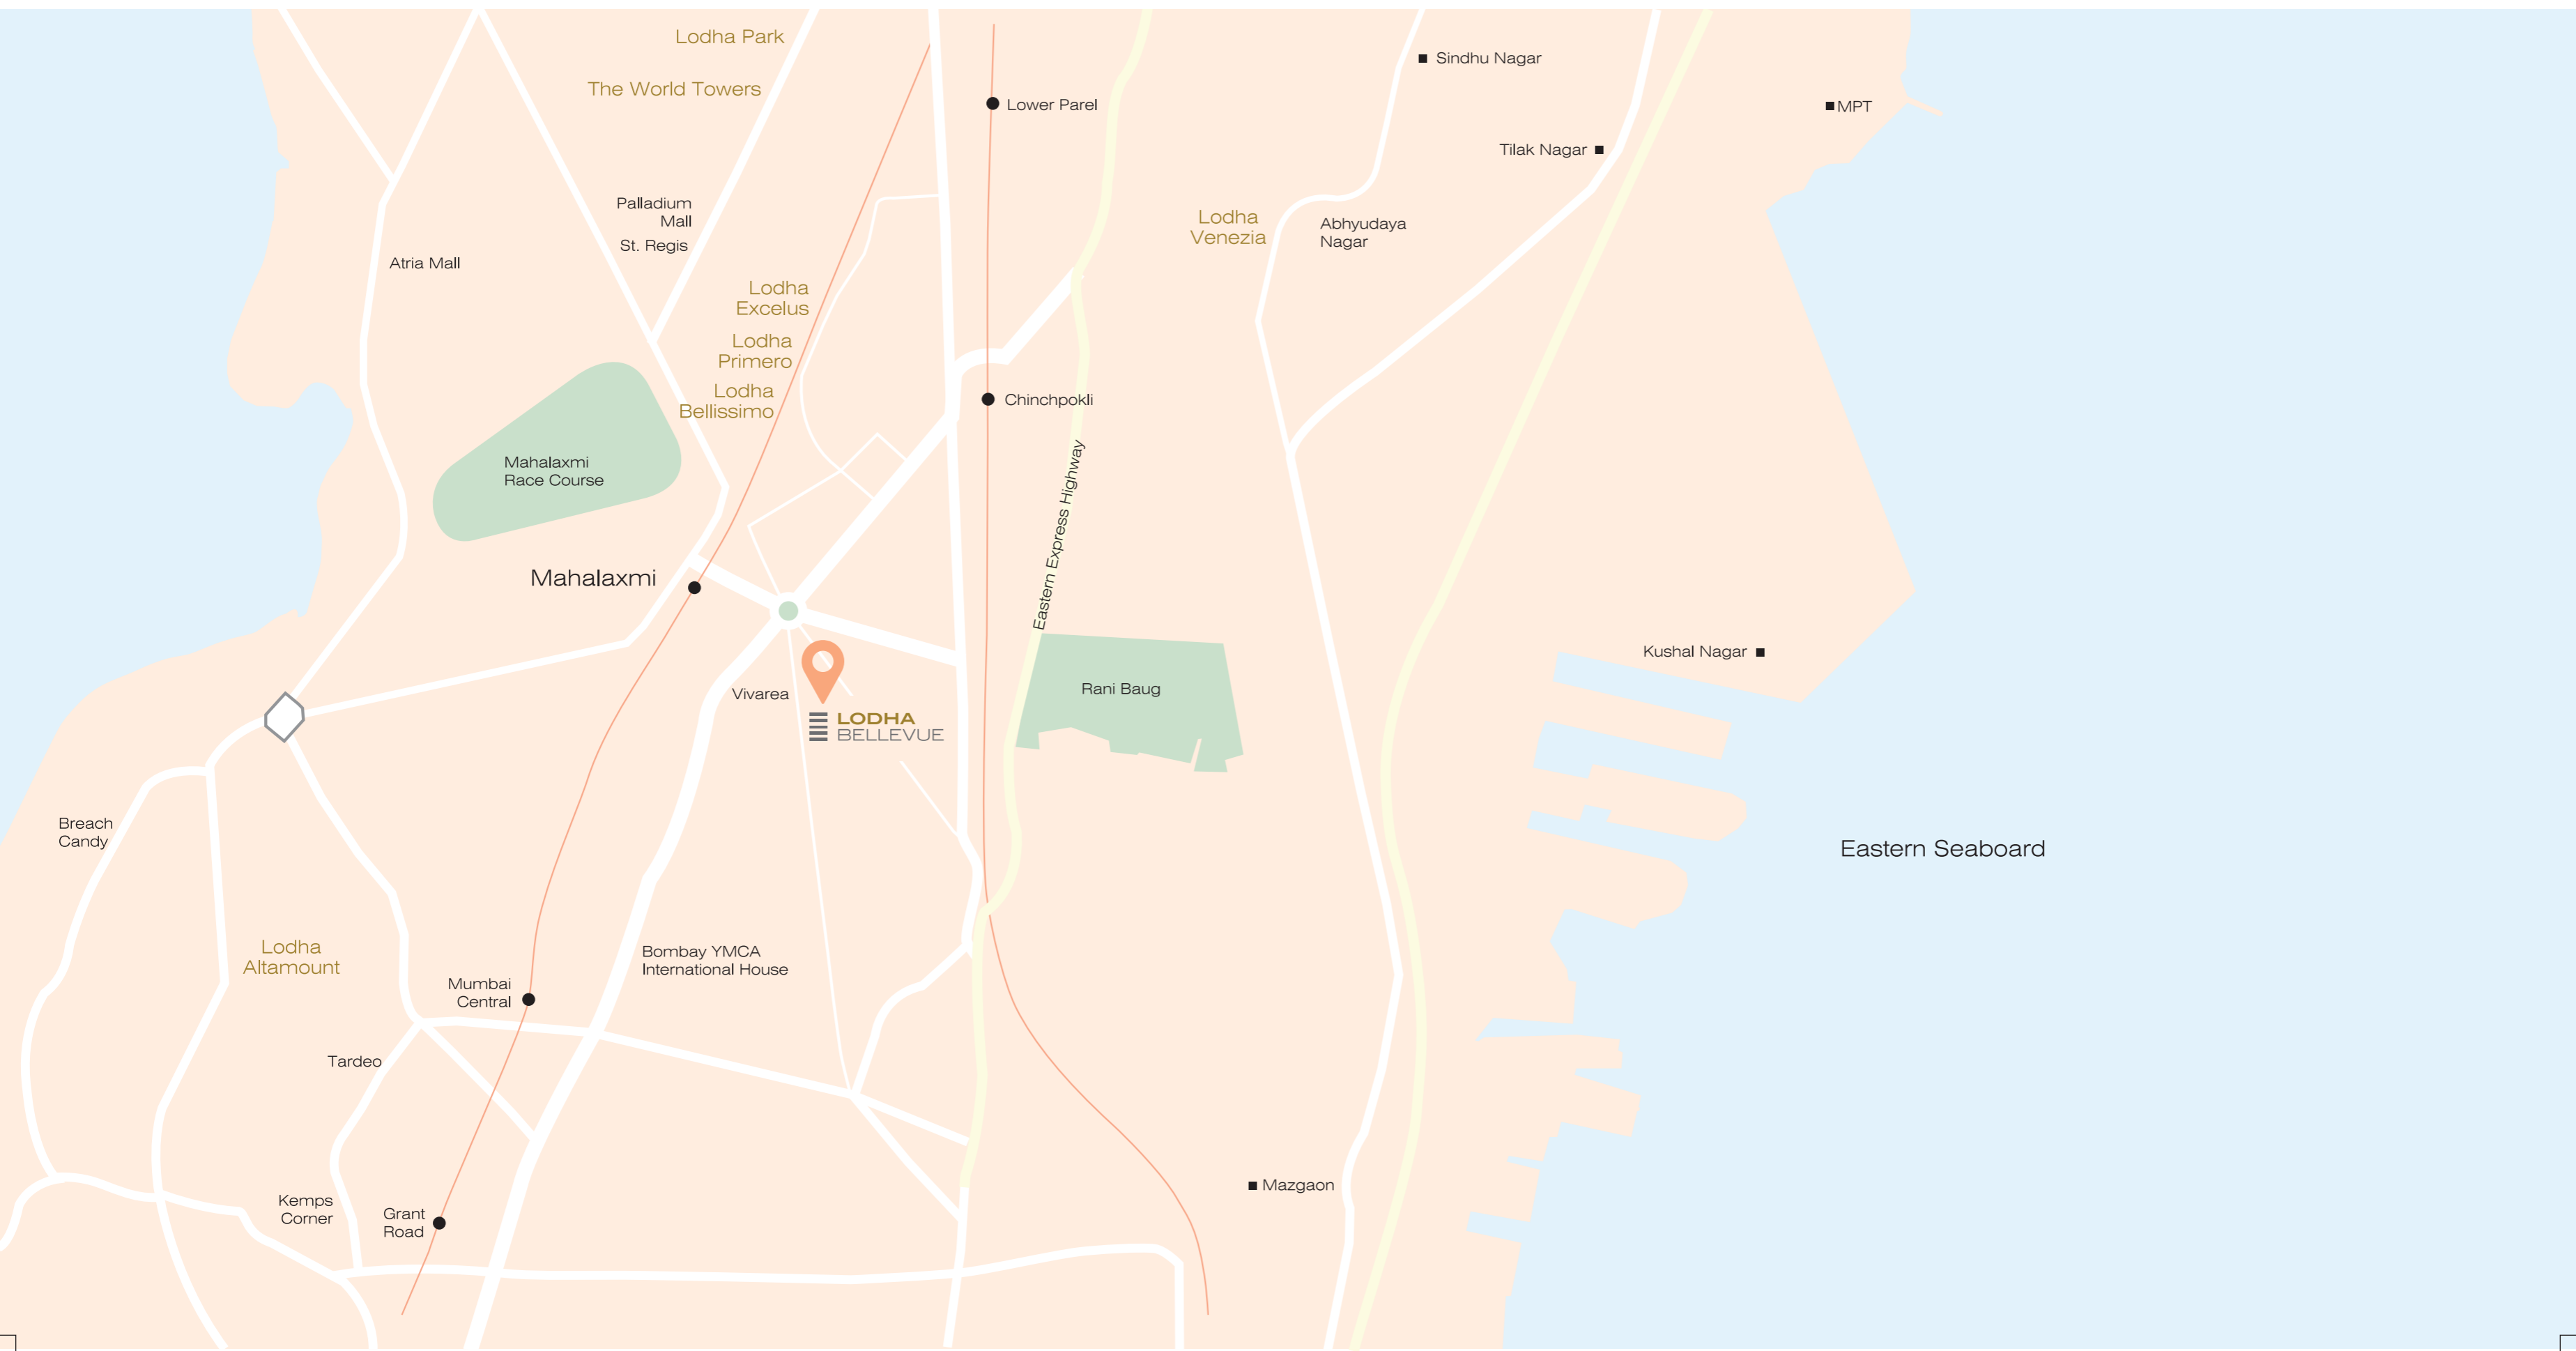 Lodha Park
Sindhu Nagar
The World Towers
Lower Parel
MPT
Tilak Nagar
Palladium
Mall
St. Regis
Lodha
Venezia
Abhyudaya
Nagar
Atria Mall
Lodha
Excelus
Lodha
Primero
Lodha
Bellissimo
Chinchpokli
Mahalaxmi
Race Course
Eastern Express Highway
Mahalaxmi
Kushal Nagar
Rani Baug
Vivarea
LODHA
BELLEVUE
Breach
Candy
Eastern Seaboard
Lodha
Altamount
Bombay YMCA
International House
Mumbai
Central
Tardeo
Mazgaon
Kemps
Corner
Grant
Road